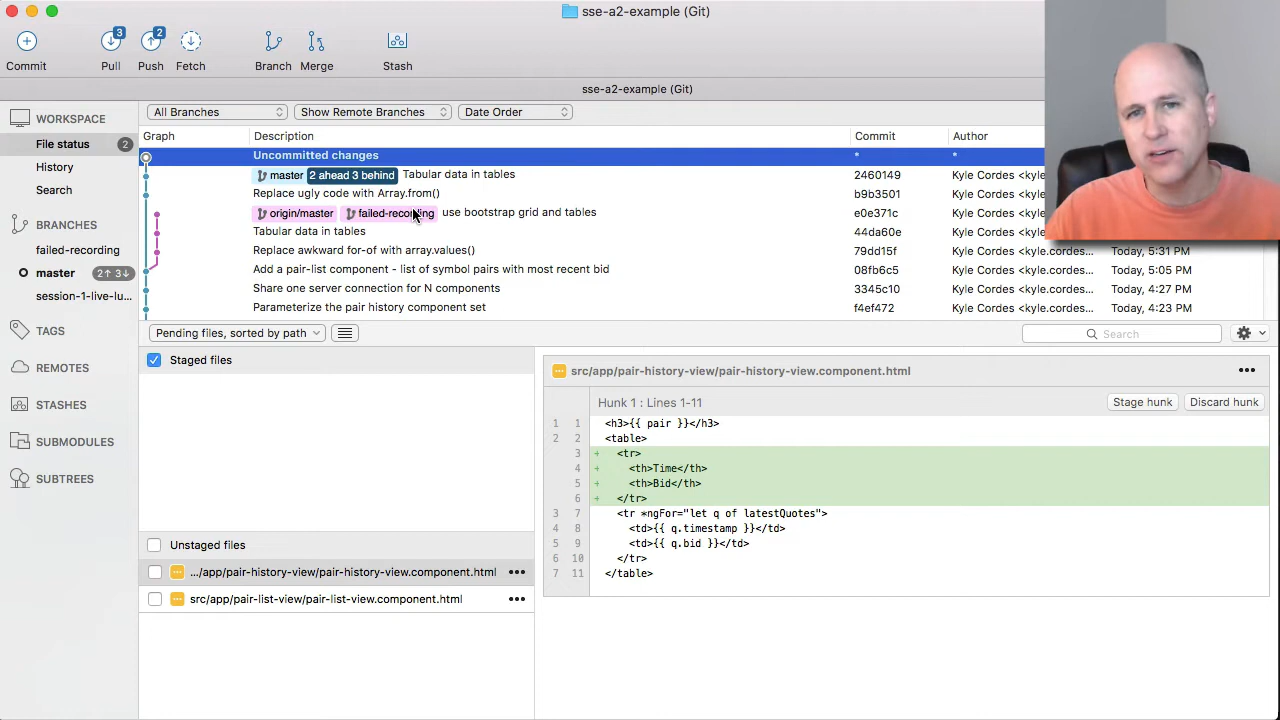 sse-a2-example (Git)
3
2
Commit
Pull
Push
Fetch
Branch
Merge
Stash
sse-a2-example (Git)
WORKSPACE
File status 2
History
Search
BRANCHES
failed-recording
master 2↑ 3↓
session-1-live-lu...
TAGS
REMOTES
STASHES
SUBMODULES
SUBTREES
All Branches
Show Remote Branches
Date Order
Graph Description Commit Author
Uncommitted changes * *
master 2 ahead 3 behind Tabular data in tables 2460149 Kyle Cordes <kyle
Replace ugly code with Array.from() b9b3501 Kyle Cordes <kyle
origin/master failed-recording use bootstrap grid and tables e0e371c Kyle Cordes <kyle
Tabular data in tables 44da60e Kyle Cordes <kyle
Replace awkward for-of with array.values() 79dd15f Kyle Cordes <kyle.cordes... Today, 5:31 PM
Add a pair-list component - list of symbol pairs with most recent bid 08fb6c5 Kyle Cordes <kyle.cordes... Today, 5:05 PM
Share one server connection for N components 3345c10 Kyle Cordes <kyle.cordes... Today, 4:27 PM
Parameterize the pair history component set f4ef472 Kyle Cordes <kyle.cordes... Today, 4:23 PM
Pending files, sorted by path
Search
Staged files
Unstaged files
.../app/pair-history-view/pair-history-view.component.html •••
src/app/pair-list-view/pair-list-view.component.html •••
src/app/pair-history-view/pair-history-view.component.html •••
Hunk 1 : Lines 1-11 Stage hunk Discard hunk
1 1 <h3>{{ pair }}</h3>
2 2 <table>
3 + <tr>
4 + <th>Time</th>
5 + <th>Bid</th>
6 + </tr>
3 7 <tr *ngFor="let q of latestQuotes">
4 8 <td>{{ q.timestamp }}</td>
5 9 <td>{{ q.bid }}</td>
6 10 </tr>
7 11 </table>